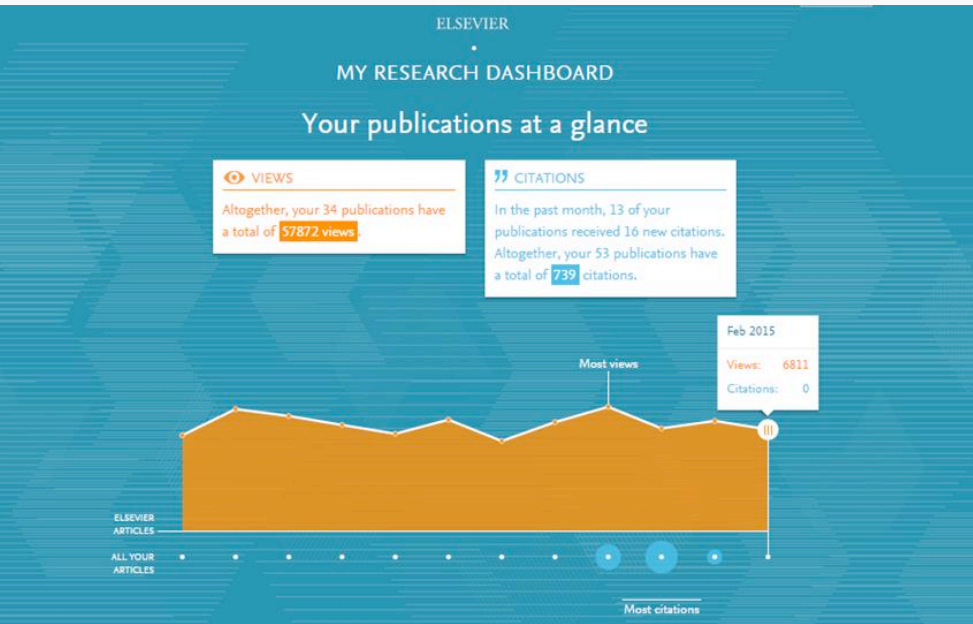 ELSEVIER
MY RESEARCH DASHBOARD
Your publications at a glance
VIEWS
Altogether, your 34 publications have
a total of 57872 views.
CITATIONS
In the past month, 13 of your
publications received 16 new citations.
Altogether, your 53 publications have
a total of 739 citations.
Feb 2015
Views: 6811
Citations: 0
Most views
ELSEVIER
ARTICLES
ALL YOUR
ARTICLES
Most citations